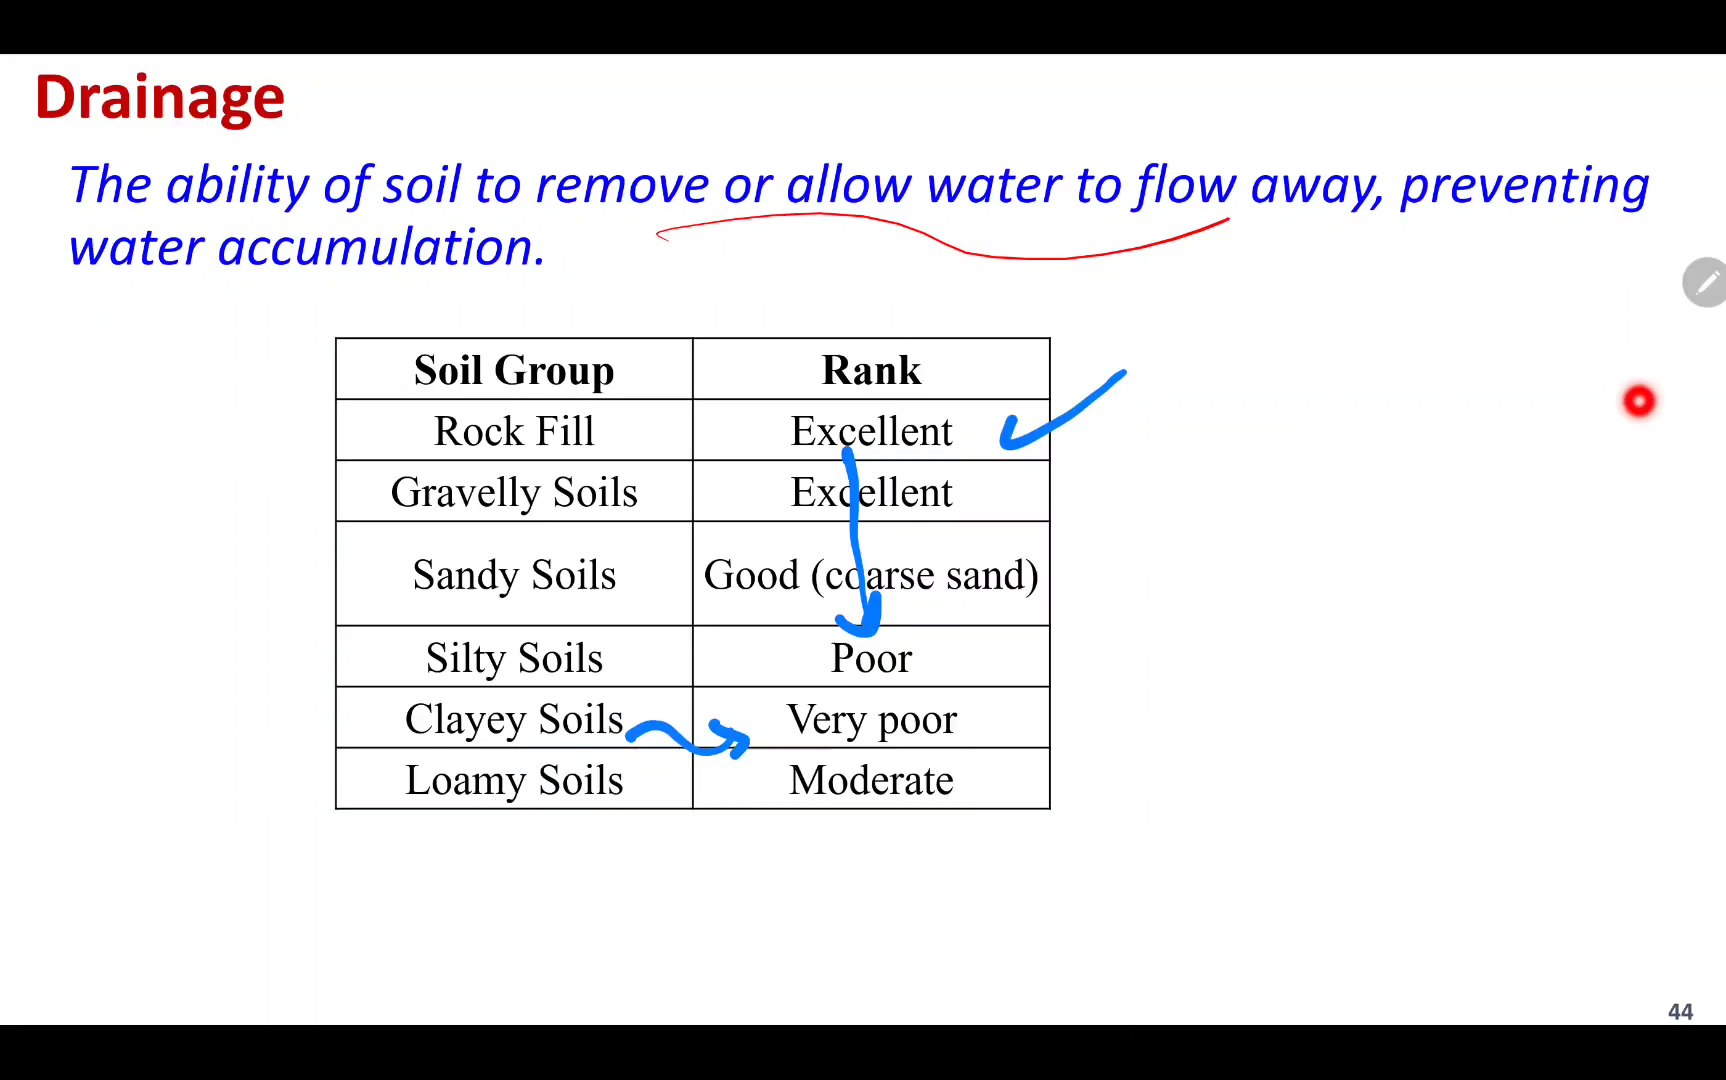 Drainage
The ability of soil to remove or allow water to flow away, preventing
water accumulation.
Soil Group Rank
Rock Fill Excellent
Gravelly Soils Excellent
Sandy Soils Good (coarse sand)
Silty Soils Poor
Clayey Soils Very poor
Loamy Soils Moderate
44